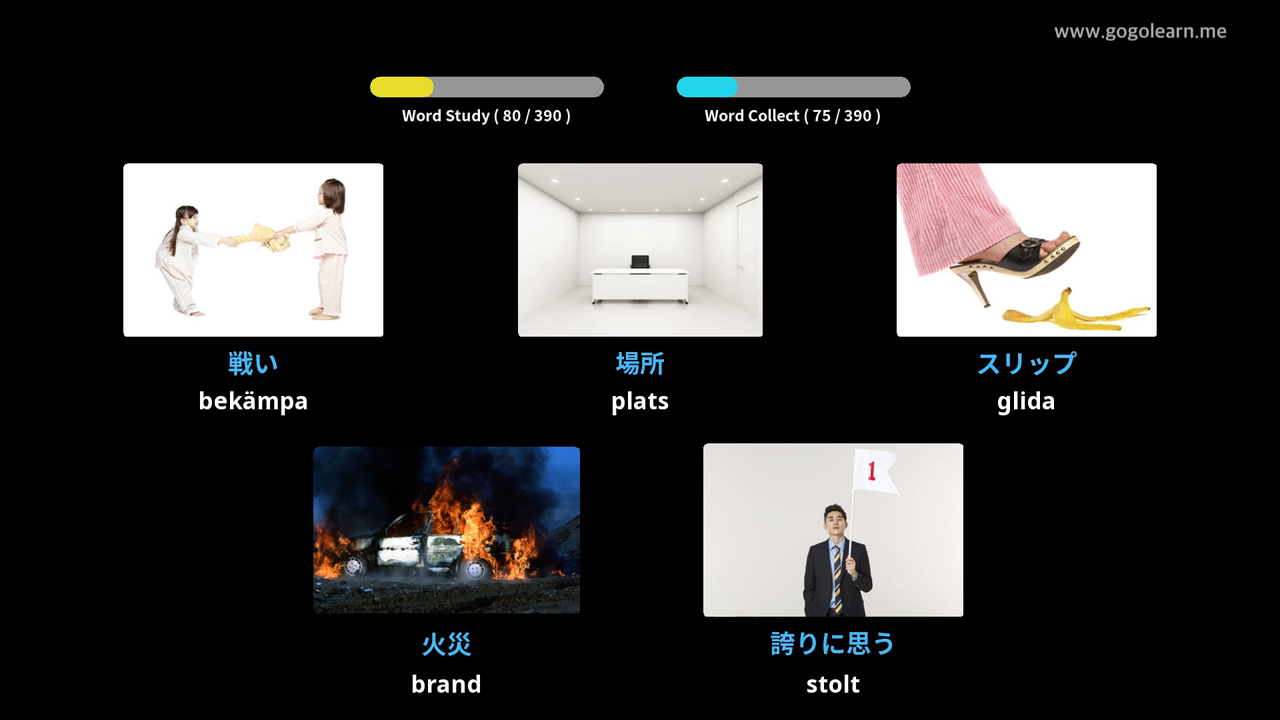 www.gogolearn.me
Word Study ( 80 / 390 )
Word Collect ( 75 / 390 )
戦い
bekämpa
場所
plats
スリップ
glida
1
火災
brand
誇りに思う
stolt